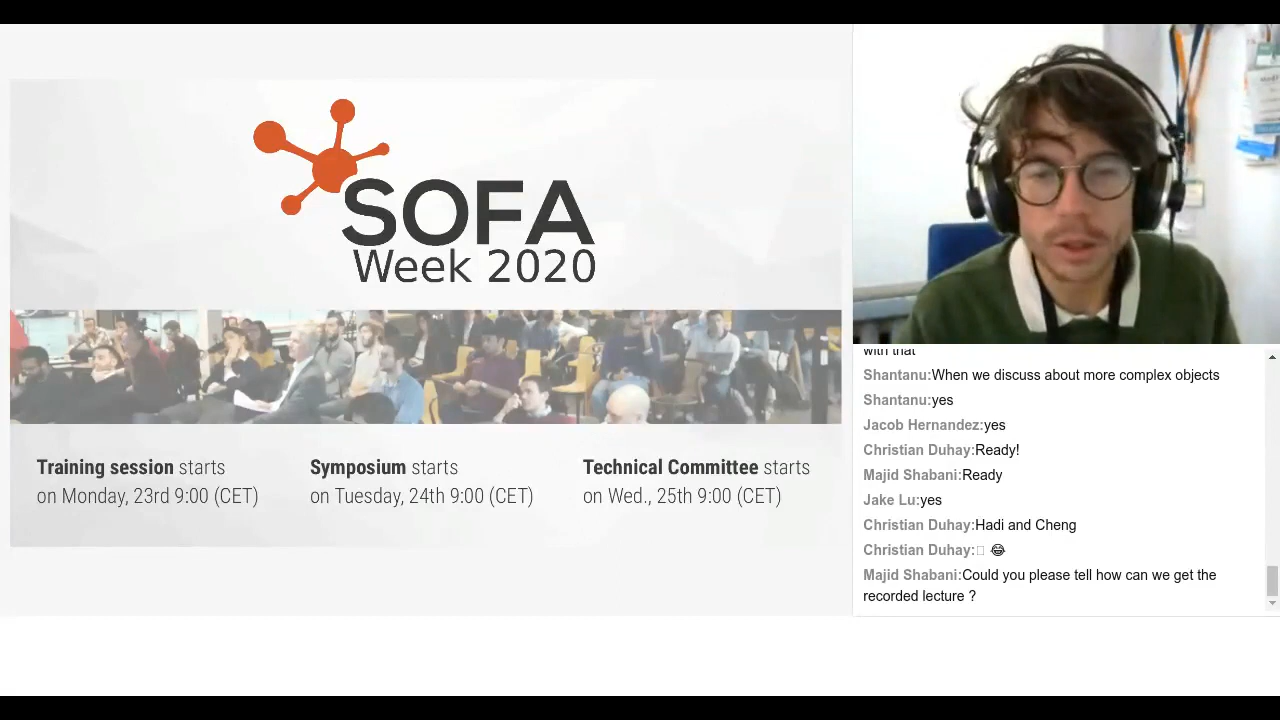 SOFA
Week 2020
Training session starts
on Monday, 23rd 9:00 (CET)
Symposium starts
on Tuesday, 24th 9:00 (CET)
Technical Committee starts
on Wed., 25th 9:00 (CET)
with that
Shantanu:When we discuss about more complex objects
Shantanu:yes
Jacob Hernandez:yes
Christian Duhay:Ready!
Majid Shabani:Ready
Jake Lu:yes
Christian Duhay:Hadi and Cheng
Christian Duhay:▯ 😂
Majid Shabani:Could you please tell how can we get the
recorded lecture ?